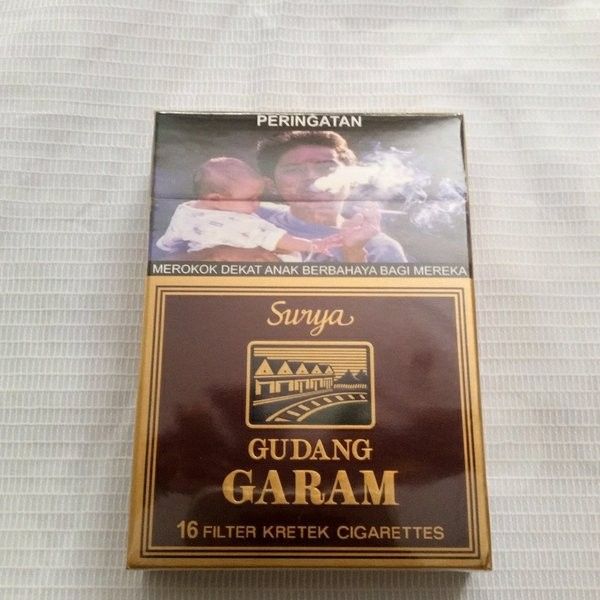 PERINGATAN
MEROKOK DEKAT ANAK BERBAHAYA BAGI MEREKA
Surya
GUDANG
GARAM
16 FILTER KRETEK CIGARETTES